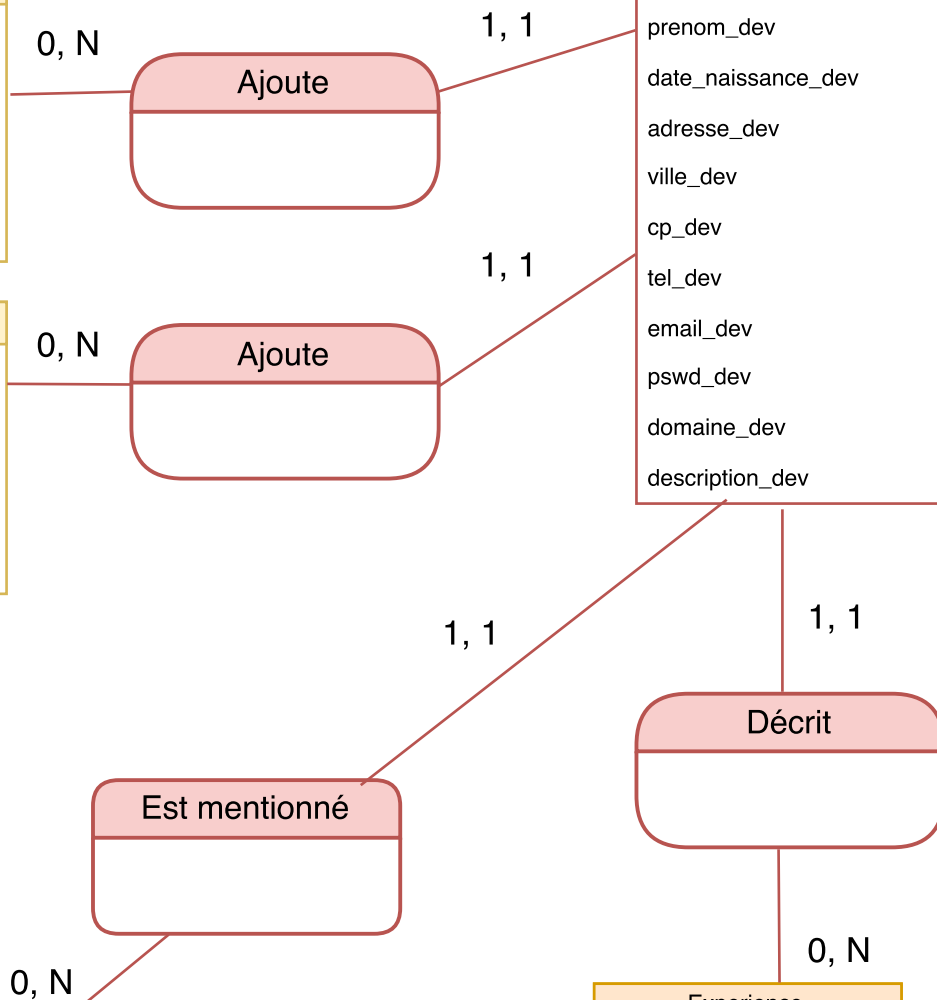 0, N
1, 1
Ajoute
prenom_dev
date_naissance_dev
adresse_dev
ville_dev
cp_dev
tel_dev
email_dev
pswd_dev
domaine_dev
description_dev
1, 1
0, N
Ajoute
1, 1
1, 1
Décrit
Est mentionné
0, N
0, N
Experience